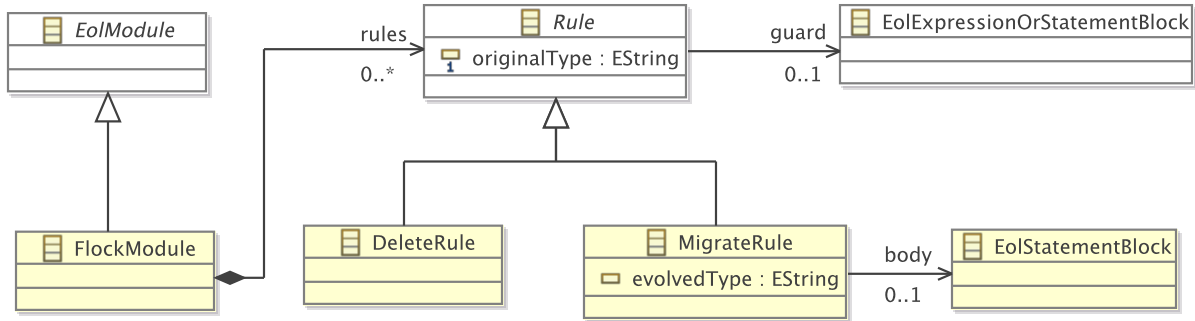 EolModule
Rule
EolExpressionOrStatementBlock
rules
0..*
1
originalType : EString
guard
0..1
FlockModule
DeleteRule
MigrateRule
evolvedType : EString
body
0..1
EolStatementBlock